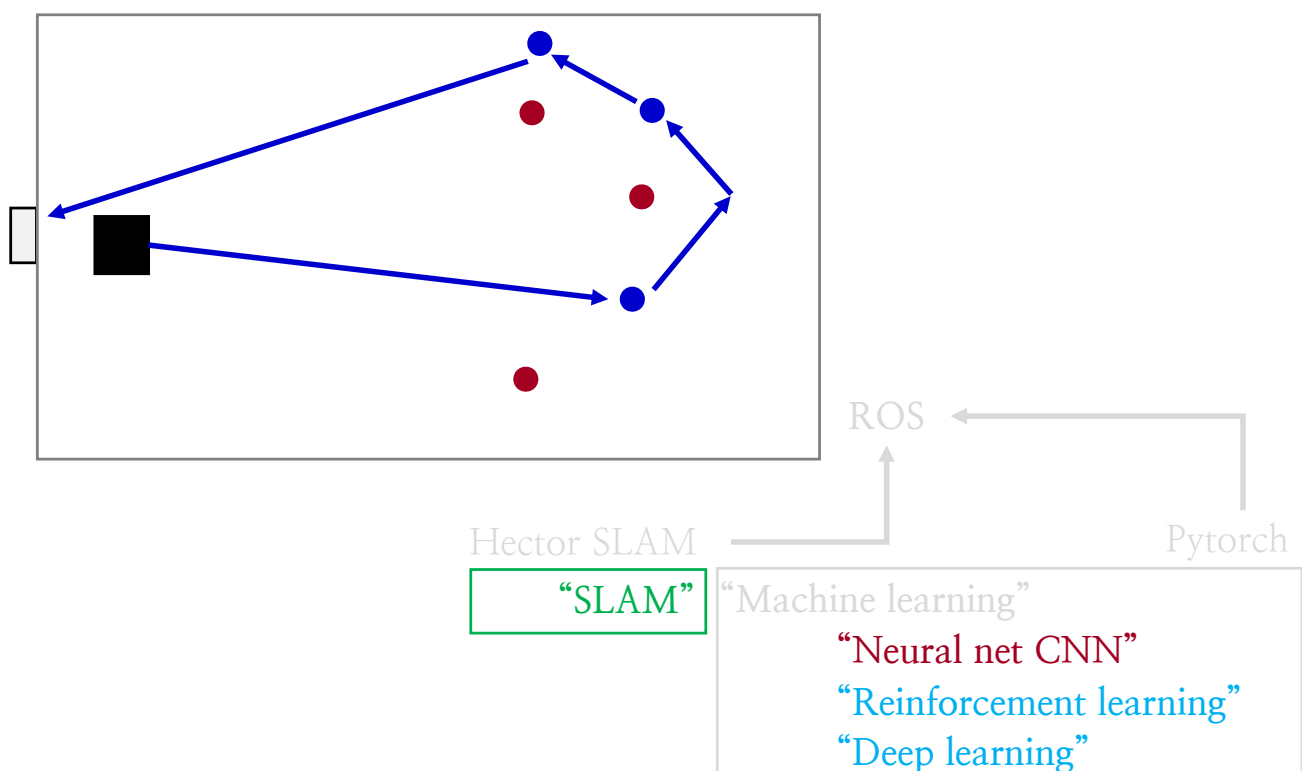 ROS
Hector SLAM
Pytorch
“SLAM”
“Machine learning”
“Neural net CNN”
“Reinforcement learning”
“Deep learning”